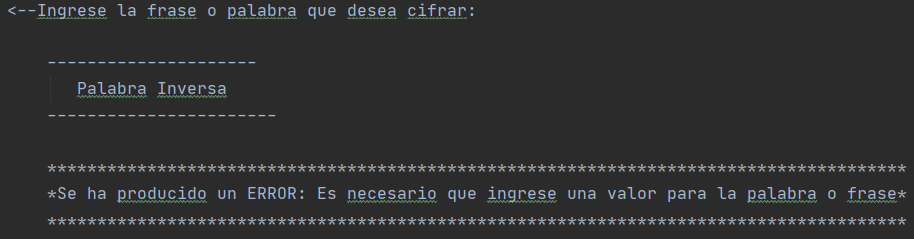 <--Ingrese la frase o palabra que desea cifrar:
---------------------
Palabra Inversa
-----------------------
**************************************************************************************
*Se ha producido un ERROR: Es necesario que ingrese una valor para la palabra o frase*
**************************************************************************************